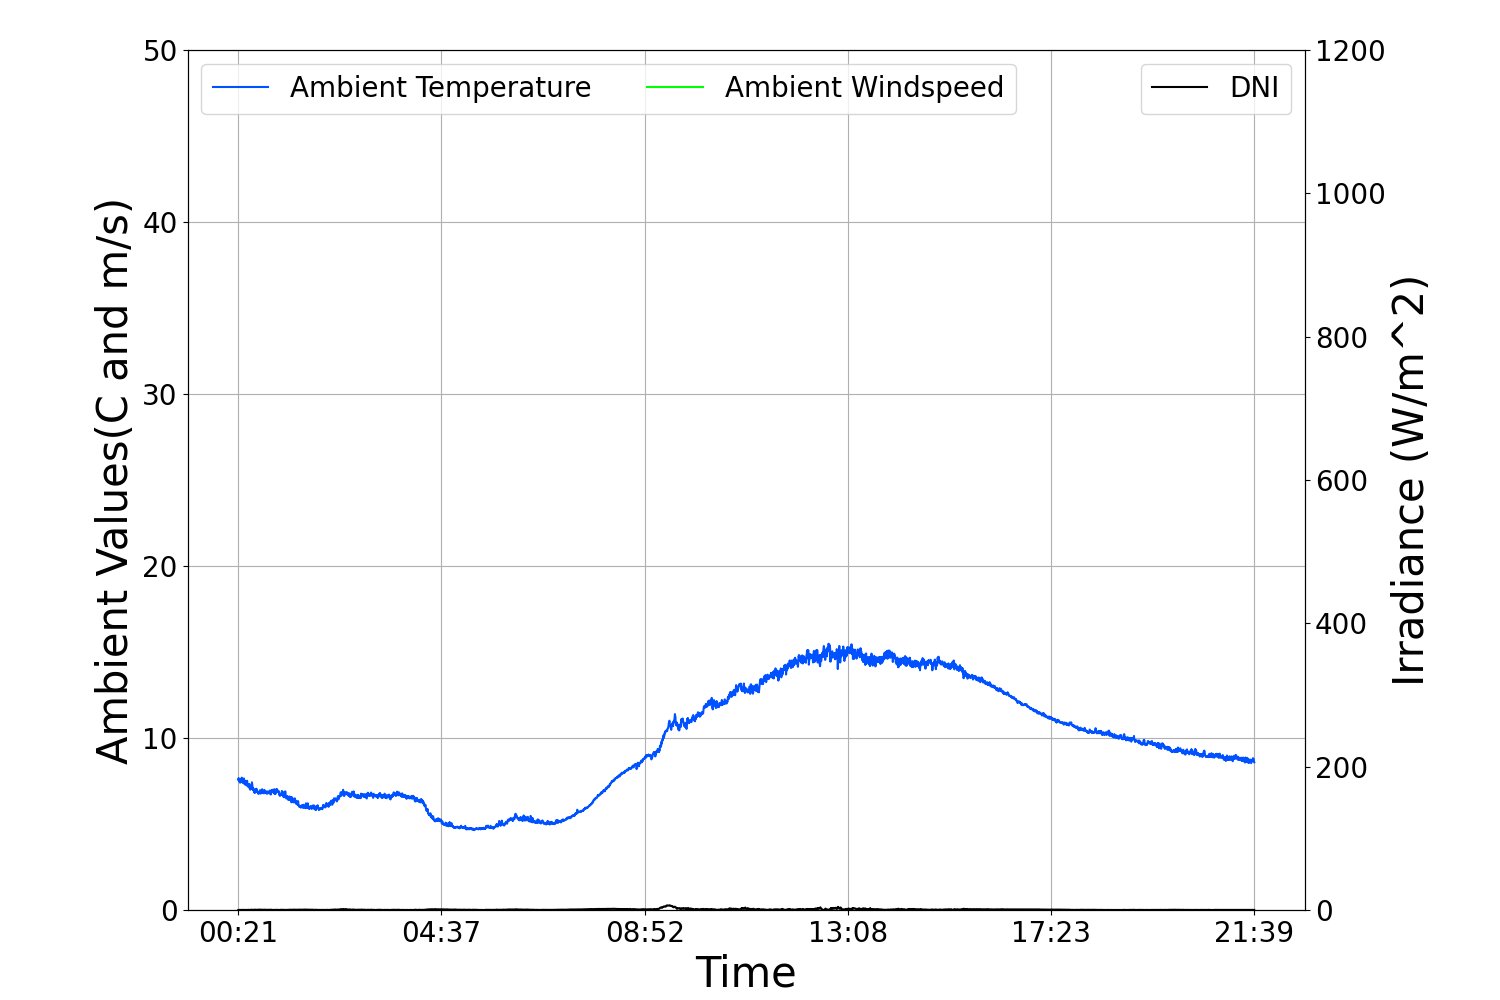 Ambient Temperature
Ambient Windspeed
DNI
Ambient Values(C and m/s)
50
40
30
20
10
0
1200
1000
800
600
400
200
0
Irradiance (W/m^2)
00:21 04:37 08:52 13:08 17:23 21:39
Time